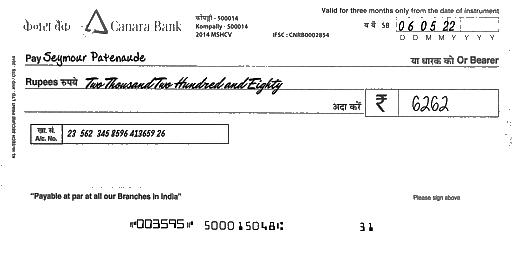 Valid for three months only from the date of instrument
केनरा बैंक Canara Bank
कोंपल्ली - 500014
Kompally - 500014
2014 MSHCV
IFSC : CNRB0002854
SB 06 05 22
D D M M Y Y Y Y
Pay Seymour Patenaude
या धारक को Or Bearer
Rupees रुपये Two Thousand Two Hundred and Eighty
अदा करें ₹ 6262
खा. सं.
A/c. No. 23 562 345 8596 413659 26
"Payable at par at all our Branches in India"
Please sign above
⑈003595⑈ 500015048⑆ 31